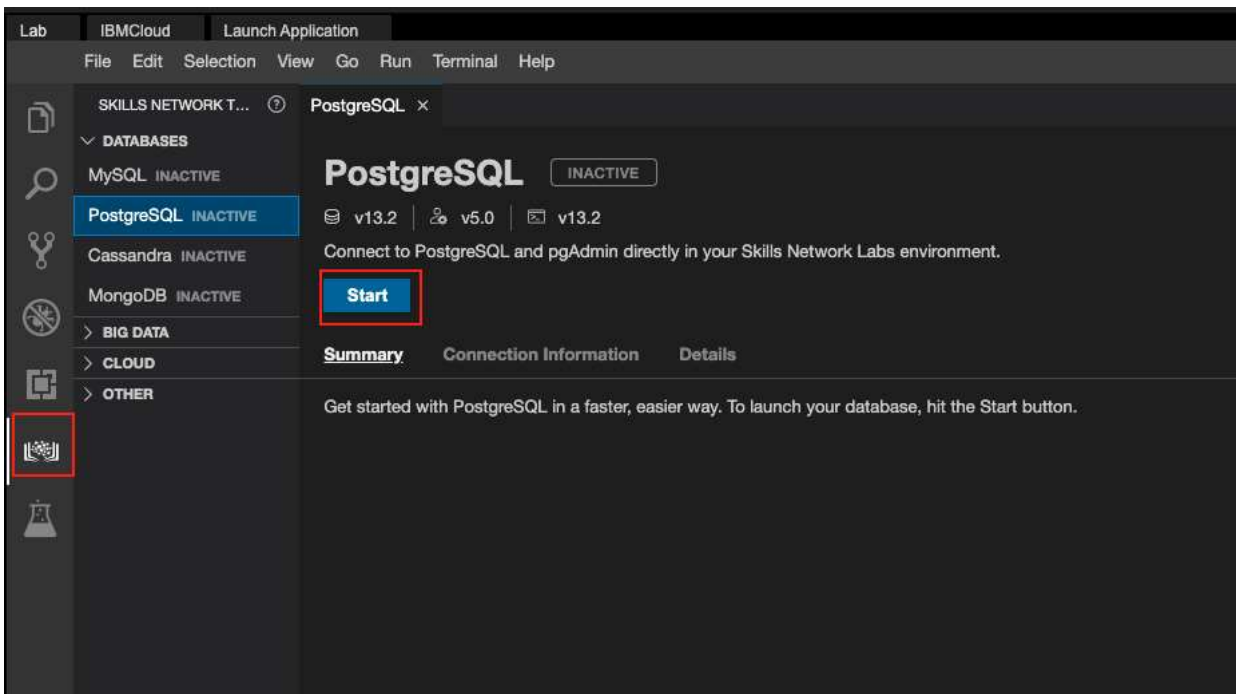 Lab IBMCloud Launch Application
File Edit Selection View Go Run Terminal Help
SKILLS NETWORK T... PostgreSQL ×
DATABASES
MySQL INACTIVE
PostgreSQL INACTIVE
Cassandra INACTIVE
MongoDB INACTIVE
BIG DATA
CLOUD
OTHER
PostgreSQL INACTIVE
v13.2 v5.0 v13.2
Connect to PostgreSQL and pgAdmin directly in your Skills Network Labs environment.
Start
Summary Connection Information Details
Get started with PostgreSQL in a faster, easier way. To launch your database, hit the Start button.